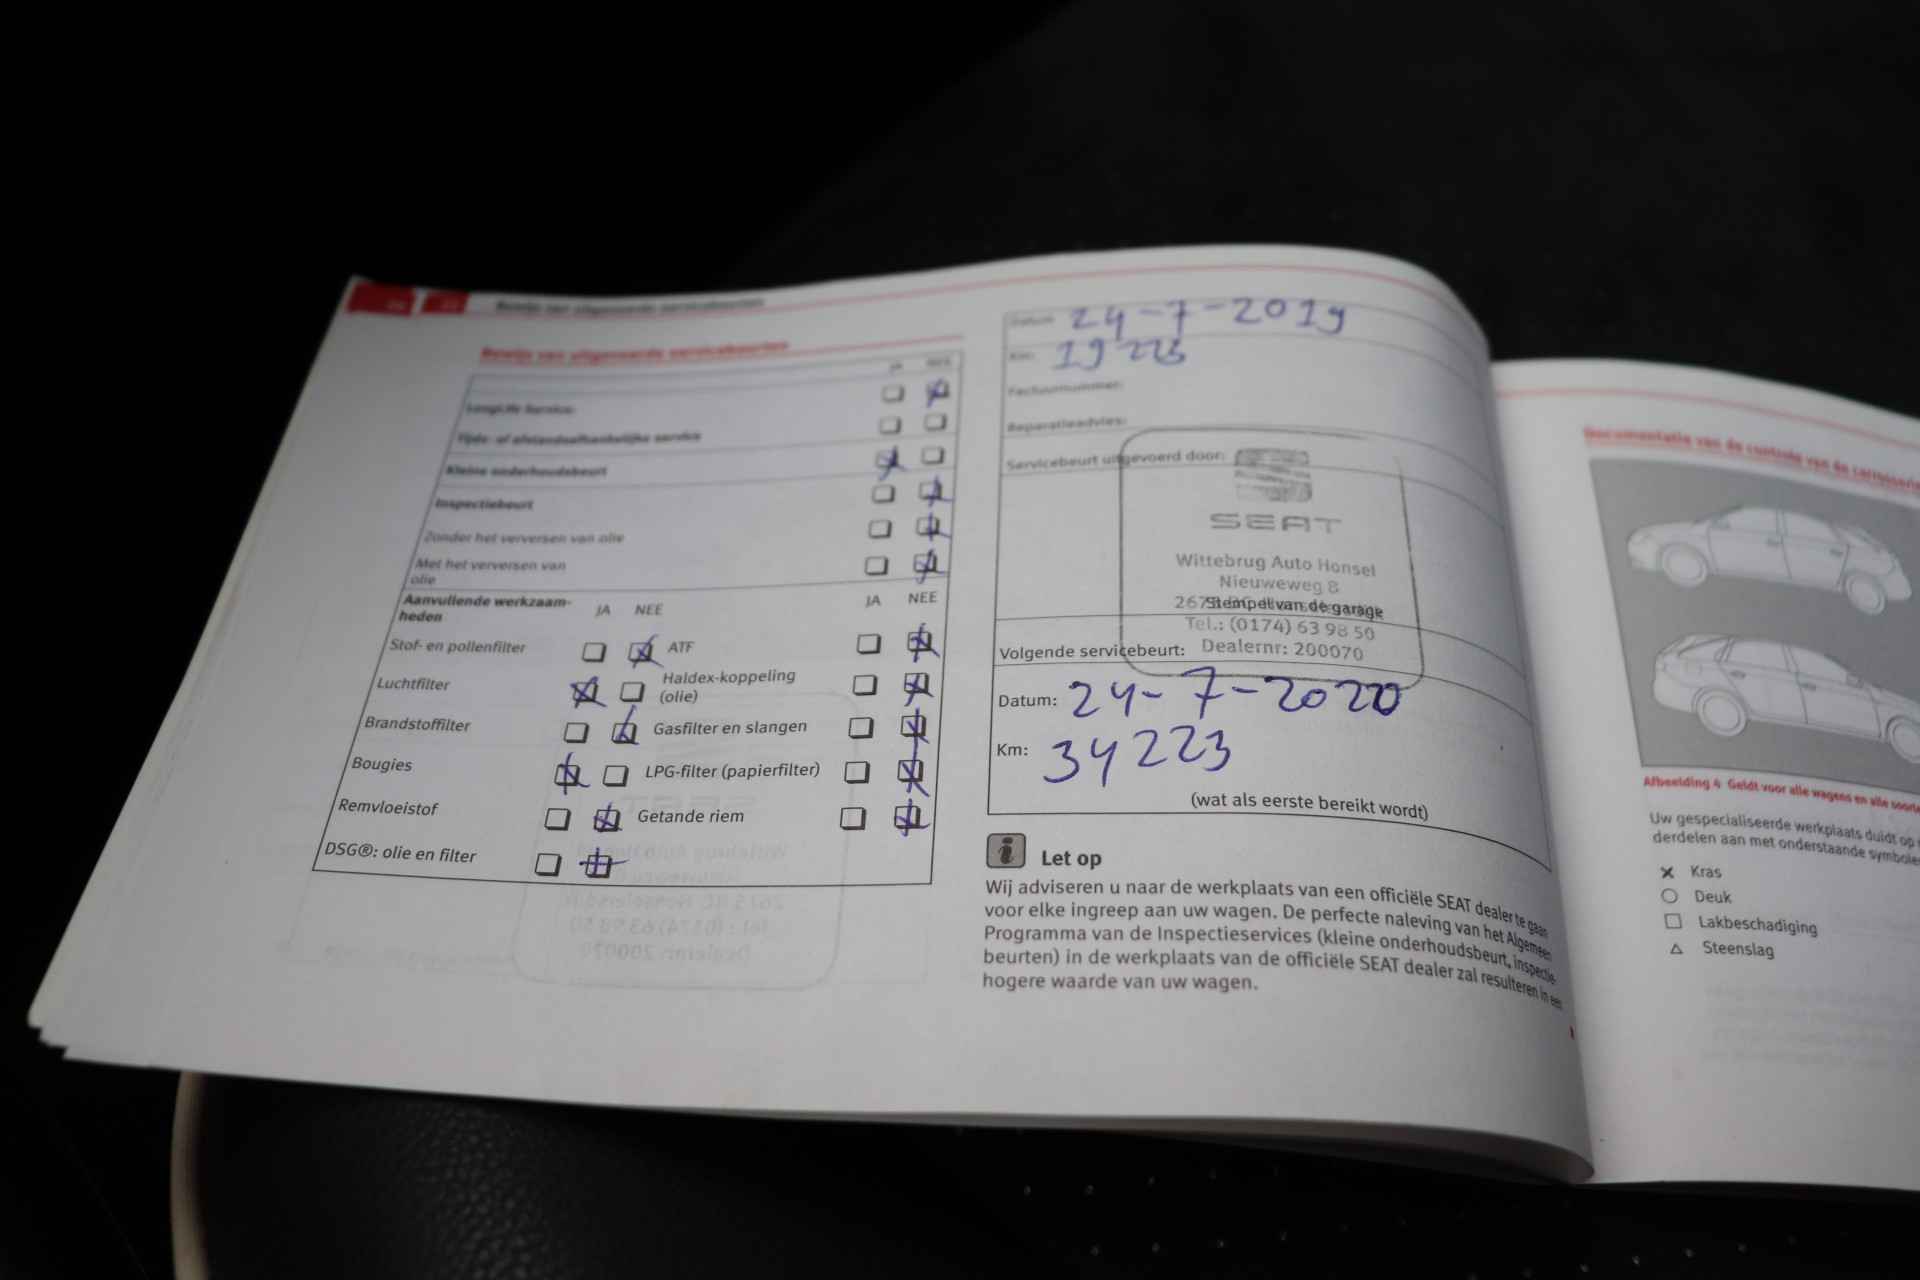 Bewijs van uitgevoerde servicebeurten
Bewijs van uitgevoerde servicebeurten
JA NEE
LongLife Service:
Tijds- of afstandsafhankelijke service
Kleine onderhoudsbeurt
Inspectiebeurt
Zonder het verversen van olie
Met het verversen van
olie
Aanvullende werkzaam-
heden
JA NEE JA NEE
Stof- en pollenfilter ATF
Luchtfilter Haldex-koppeling
(olie)
Brandstoffilter Gasfilter en slangen
Bougies LPG-filter (papierfilter)
Remvloeistof Getande riem
DSG®: olie en filter
Datum: 24-7-2019
Km: 19223
Factuurnummer:
Reparatieadvies:
Servicebeurt uitgevoerd door:
SEAT
Wittebrug Auto Honsel
Nieuweweg 8
Stempel van de garage
Tel.: (0174) 63 98 50
Dealernr: 200070
Volgende servicebeurt:
Datum: 24-7-2020
Km: 34223
(wat als eerste bereikt wordt)
Let op
Wij adviseren u naar de werkplaats van een officiële SEAT dealer te gaan
voor elke ingreep aan uw wagen. De perfecte naleving van het Algemeen
Programma van de Inspectieservices (kleine onderhoudsbeurt, inspectie-
beurten) in de werkplaats van de officiële SEAT dealer zal resulteren in een
hogere waarde van uw wagen.
Documentatie van de controle van de carrosserie
Afbeelding 4 Geldt voor alle wagens en alle
Uw gespecialiseerde werkplaats duidt op
derdelen aan met onderstaande symbolen
Kras
Deuk
Lakbeschadiging
Steenslag